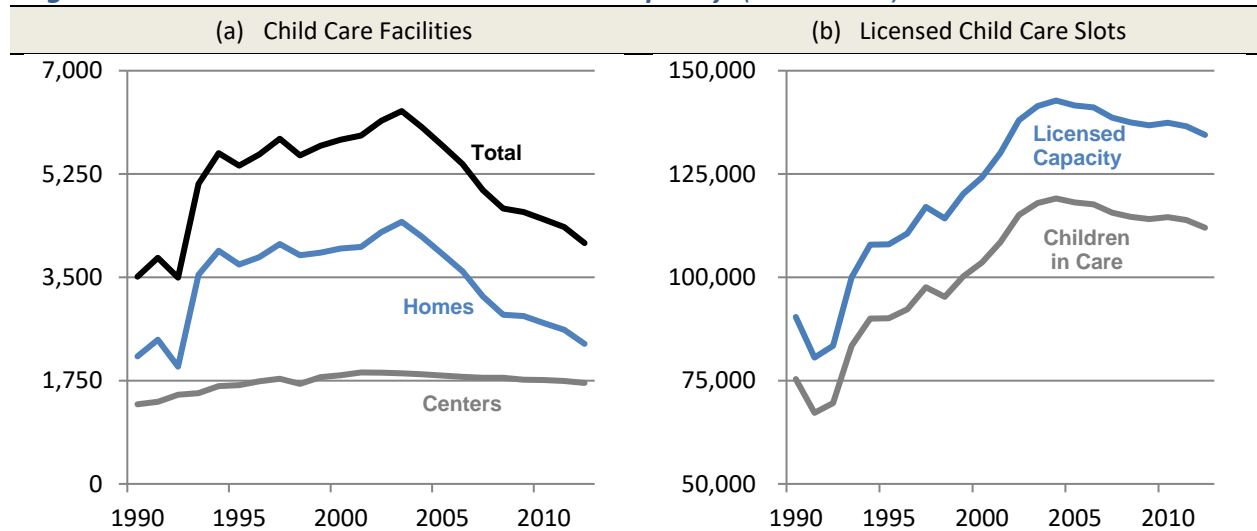 (a) Child Care Facilities
(b) Licensed Child Care Slots
7,000
5,250
3,500
1,750
0
Total
Homes
Centers
1990 1995 2000 2005 2010
150,000
125,000
100,000
75,000
50,000
Licensed
Capacity
Children
in Care
1990 1995 2000 2005 2010